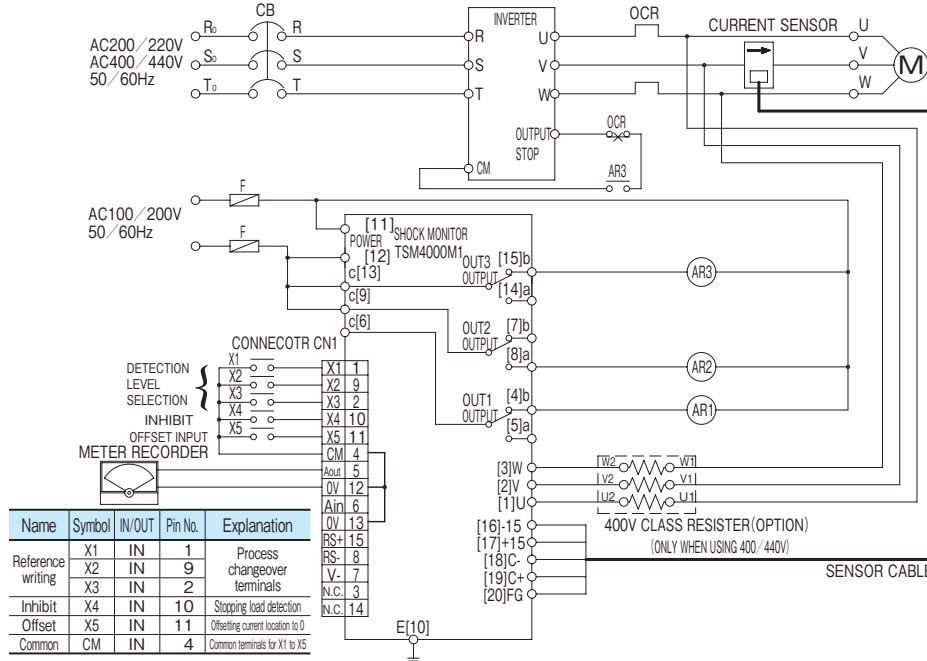 CB
INVERTER
OCR
CURRENT SENSOR
AC200/220V
AC400/440V
50/60Hz
R0
R
R
U
U
S0
S
S
V
V
M
T0
T
T
W
W
OUTPUT
STOP
OCR
CM
AR3
AC100/200V
50/60Hz
F
F
[11]
POWER
[12]
SHOCK MONITOR
TSM4000M1
c[13]
OUT3
OUTPUT
[15]b
[14]a
AR3
c[9]
OUT2
OUTPUT
[7]b
[8]a
AR2
c[6]
OUT1
OUTPUT
[4]b
[5]a
AR1
CONNECOTR CN1
DETECTION
LEVEL
SELECTION
{
INHIBIT
OFFSET INPUT
X1
X2
X3
X4
X5
X1 1
X2 9
X3 2
X4 10
X5 11
CM 4
Aout 5
0V 12
Ain 6
0V 13
RS+ 15
RS- 8
V- 7
N.C. 3
N.C. 14
METER RECORDER
[3]W
[2]V
[1]U
W2 W1
V2 V1
U2 U1
400V CLASS RESISTER(OPTION)
(ONLY WHEN USING 400/440V)
[16]-15
[17]+15
[18]C-
[19]C+
[20]FG
SENSOR CABLE
E[10]
Name Symbol IN/OUT Pin No. Explanation
Reference writing X1 IN 1 Process changeover terminals
X2 IN 9
X3 IN 2
Inhibit X4 IN 10 Stopping load detection
Offset X5 IN 11 Offsetting current location to 0
Common CM IN 4 Common terminals for X1 to X5